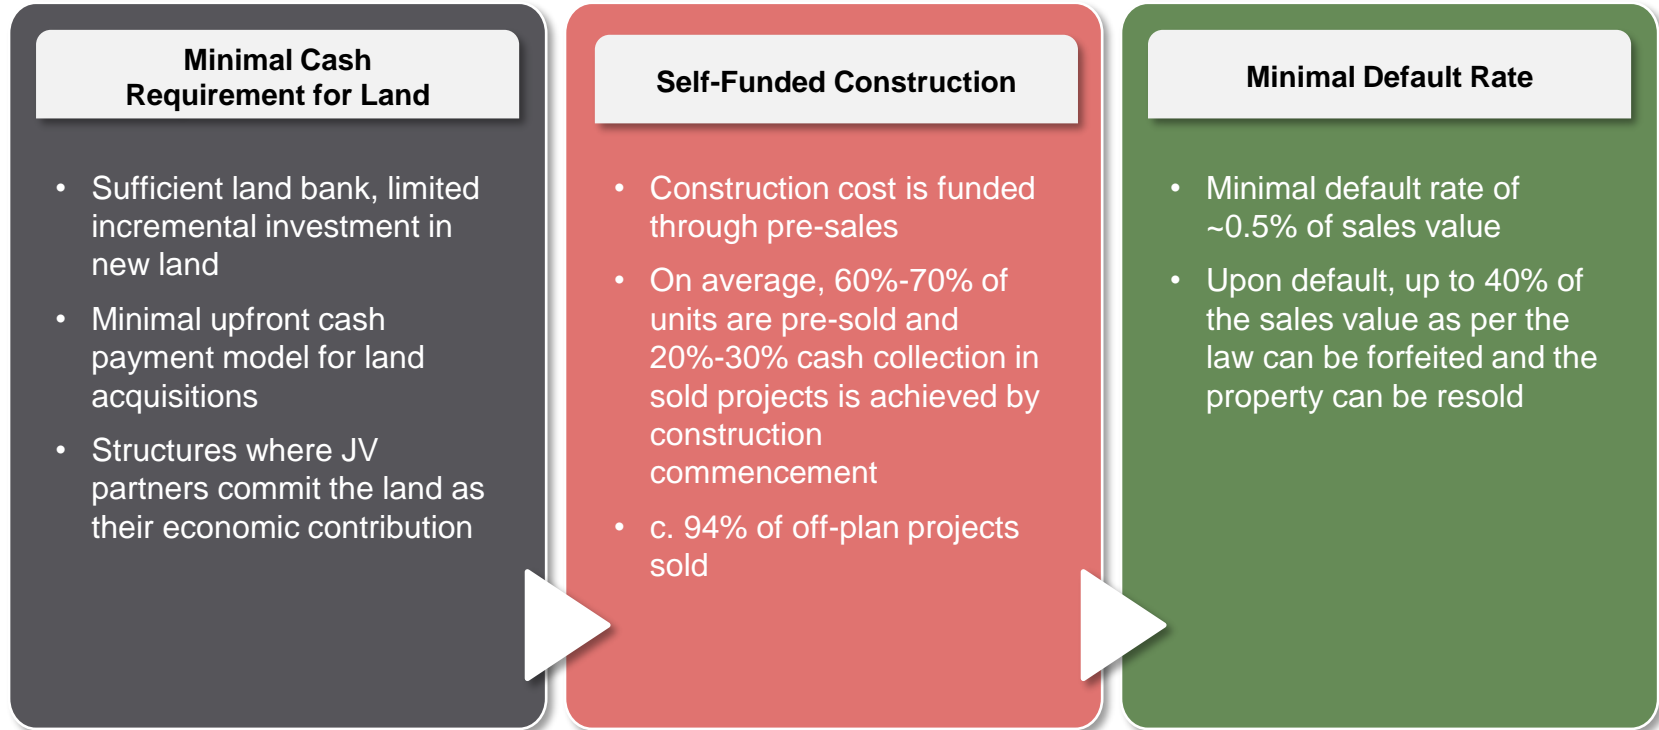 Minimal Cash
Requirement for Land
• Sufficient land bank, limited
incremental investment in
new land
• Minimal upfront cash
payment model for land
acquisitions
• Structures where JV
partners commit the land as
their economic contribution
Self-Funded Construction
• Construction cost is funded
through pre-sales
• On average, 60%-70% of
units are pre-sold and
20%-30% cash collection in
sold projects is achieved by
construction
commencement
• c. 94% of off-plan projects
sold
Minimal Default Rate
• Minimal default rate of
~0.5% of sales value
• Upon default, up to 40% of
the sales value as per the
law can be forfeited and the
property can be resold